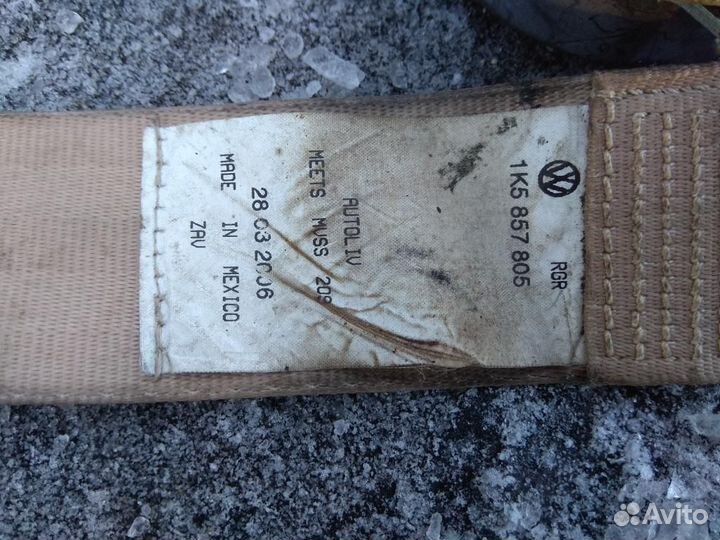 RGR
1K5 857 805
AUTOLIV
MEETS MVSS 209
28 03 2006
MADE IN MEXICO.
ZAV
Avito